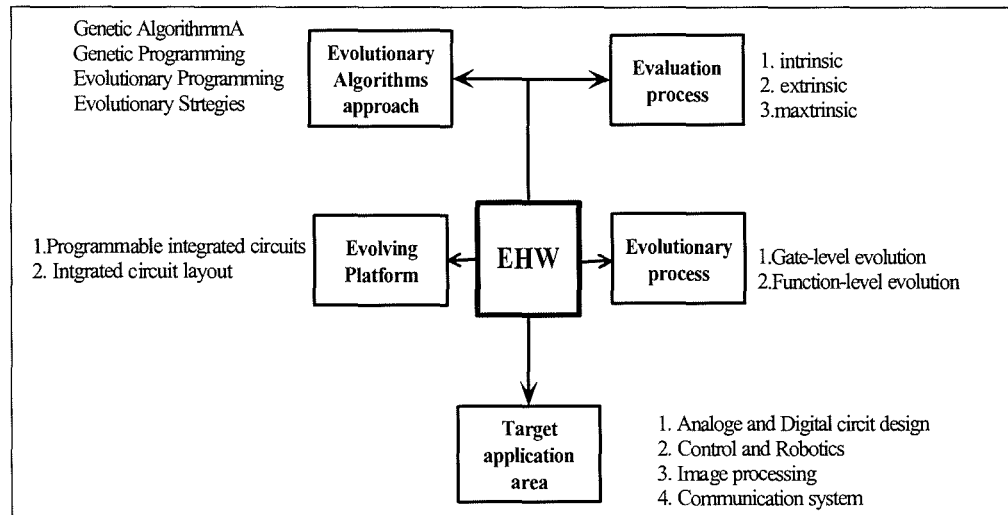 Genetic AlgorithmmA
Genetic Programming
Evolutionary Programming
Evolutionary Strtegies
Evolutionary
Algorithms
approach
Evaluation
process
1. intrinsic
2. extrinsic
3.maxtrinsic
1.Programmable integrated circuits
2. Intgrated circuit layout
Evolving
Platform
EHW
Evolutionary
process
1.Gate-level evolution
2.Function-level evolution
Target
application
area
1. Analoge and Digital circit design
2. Control and Robotics
3. Image processing
4. Communication system